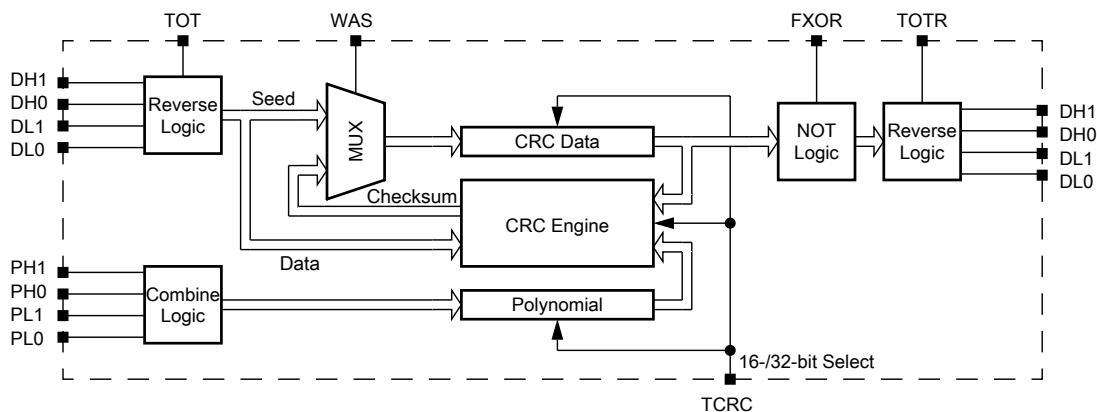 TOT
WAS
FXOR
TOTR
DH1
DH0
DL1
DL0
Reverse
Logic
Seed
MUX
CRC Data
NOT
Logic
Reverse
Logic
DH1
DH0
DL1
DL0
Checksum
CRC Engine
Data
PH1
PH0
PL1
PL0
Combine
Logic
Polynomial
16-/32-bit Select
TCRC